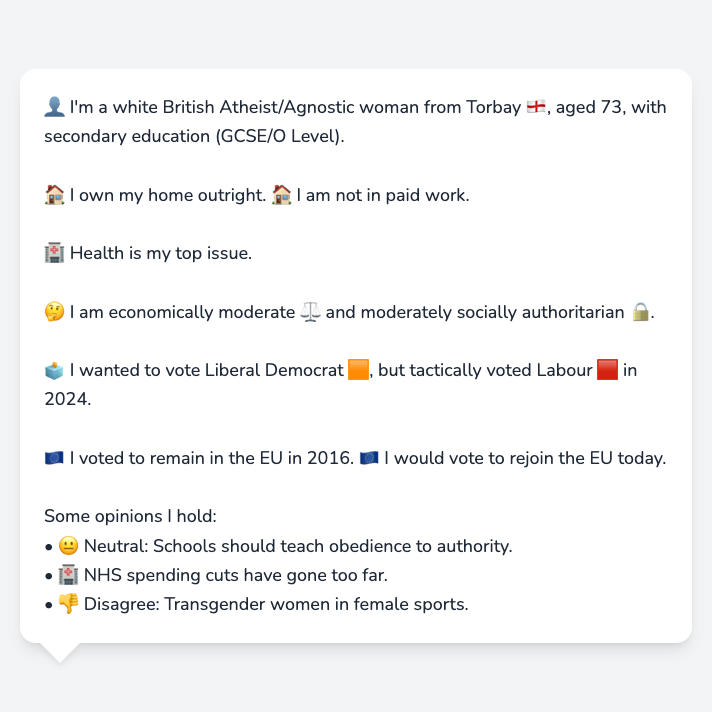 👤 I'm a white British Atheist/Agnostic woman from Torbay 🏴󠁧󠁢󠁥󠁮󠁧󠁿, aged 73, with
secondary education (GCSE/O Level).
🏠 I own my home outright. 🏠 I am not in paid work.
🏥 Health is my top issue.
🤔 I am economically moderate ⚖️ and moderately socially authoritarian 🔒.
🗳️ I wanted to vote Liberal Democrat 🟧, but tactically voted Labour 🟥 in
2024.
🇪🇺 I voted to remain in the EU in 2016. 🇪🇺 I would vote to rejoin the EU today.
Some opinions I hold:
• 😐 Neutral: Schools should teach obedience to authority.
• 🏥 NHS spending cuts have gone too far.
• 👎 Disagree: Transgender women in female sports.